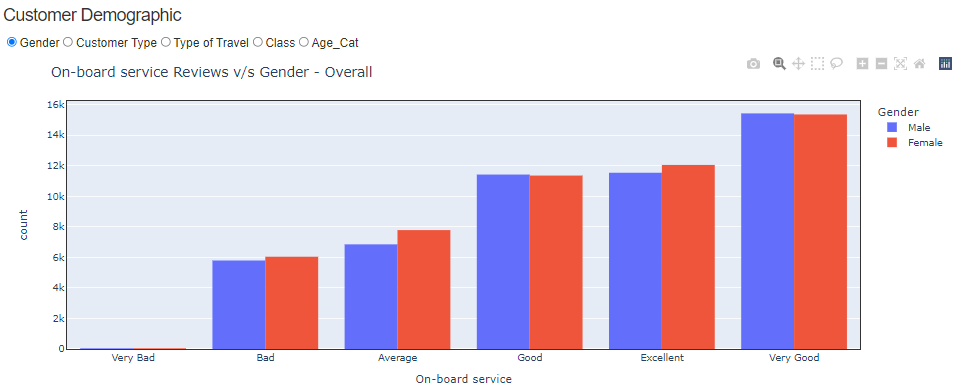 Customer Demographic
Gender Customer Type Type of Travel Class Age_Cat
On-board service Reviews v/s Gender - Overall
16k
14k
12k
10k
8k
6k
4k
2k
0
count
Very Bad Bad Average Good Excellent Very Good
On-board service
Gender
Male
Female